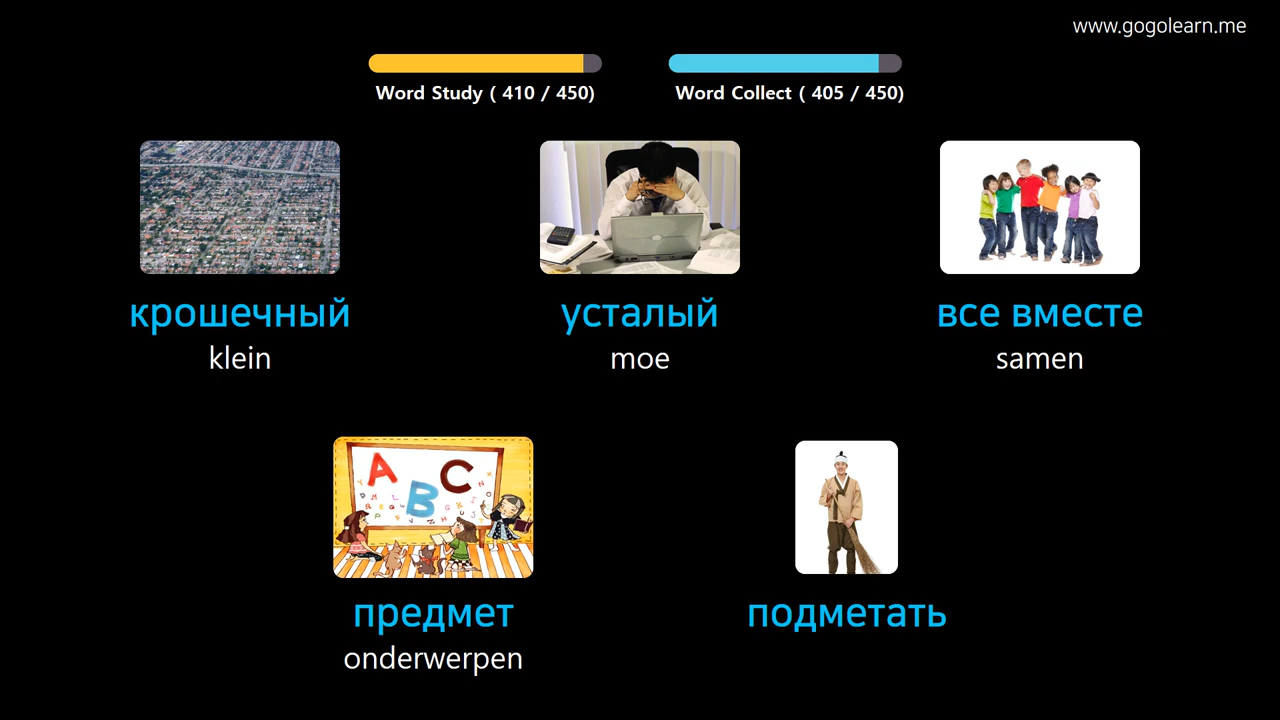 www.gogolearn.me
Word Study ( 410 / 450)
Word Collect ( 405 / 450)
крошечный
klein
усталый
moe
все вместе
samen
A B C
предмет
onderwerpen
подметать